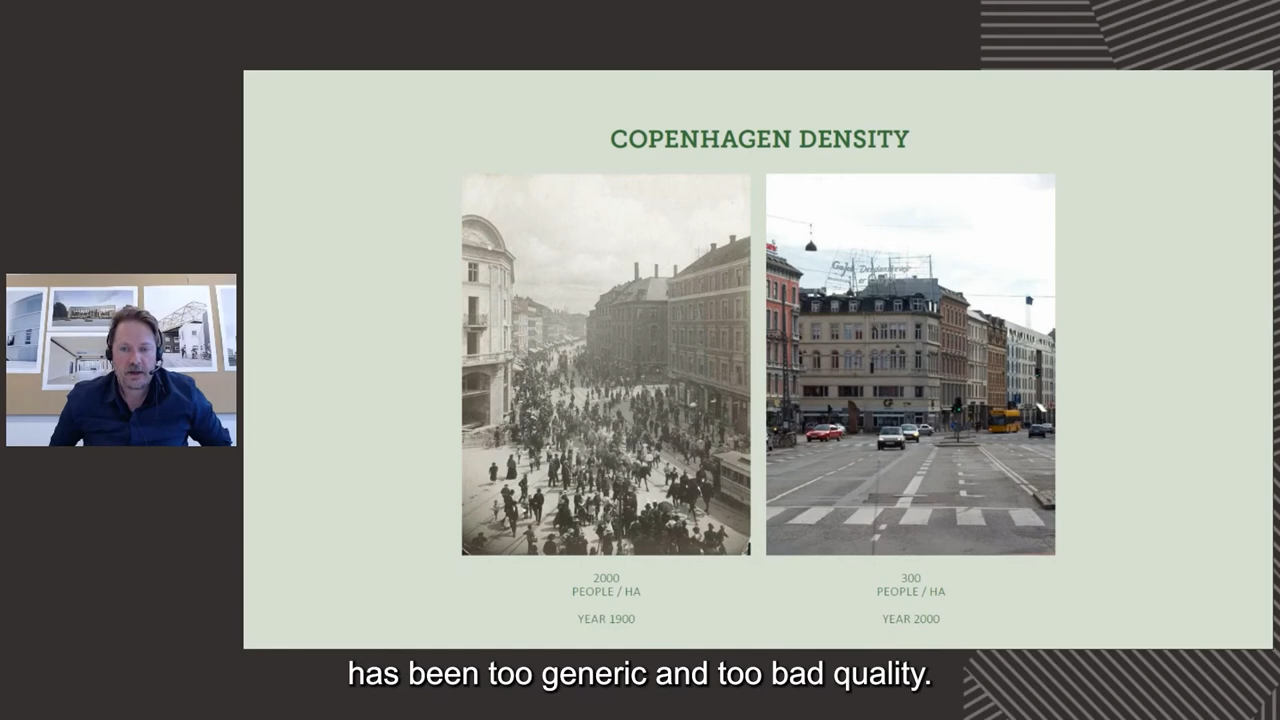 COPENHAGEN DENSITY
2000
PEOPLE / HA
YEAR 1900
300
PEOPLE / HA
YEAR 2000
has been too generic and too bad quality.